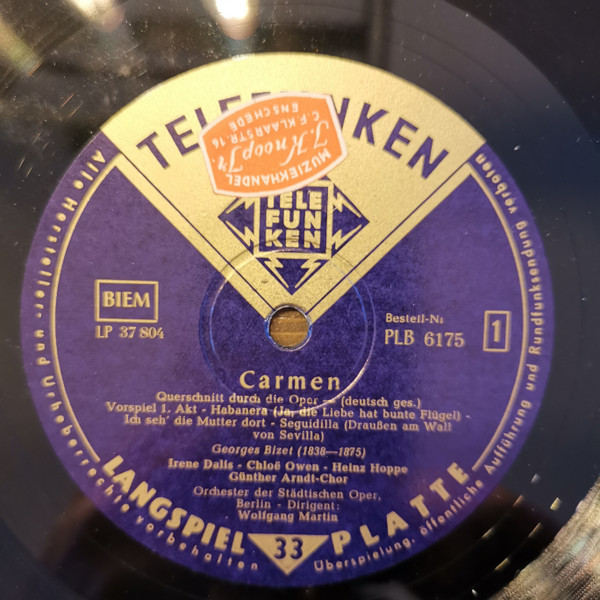 TELEFUNKEN
MUZIEKHANDEL
J. Knoop Jr.
C. F. KLAARSTR 16
ENSCHEDE
TELE
FUN
KEN
BIEM
LP 37 804
Bestell-Nr
PLB 6175
1
Carmen
Querschnitt durch die Oper — (deutsch ges.)
Vorspiel 1. Akt - Habanera (Ja, die Liebe hat bunte Flügel) -
Ich seh' die Mutter dort - Seguidilla (Draußen am Wall
von Sevilla)
Georges Bizet (1838—1875)
Irene Dalis - Chloë Owen - Heinz Hoppe
Günther Arndt-Chor
Orchester der Städtischen Oper,
Berlin - Dirigent:
Wolfgang Martin
LANGSPIEL 33 PLATTE
Alle Hersteller- und Urheberrechte vorbehalten
Überspielung, öffentliche Aufführung und Rundfunksendung verboten